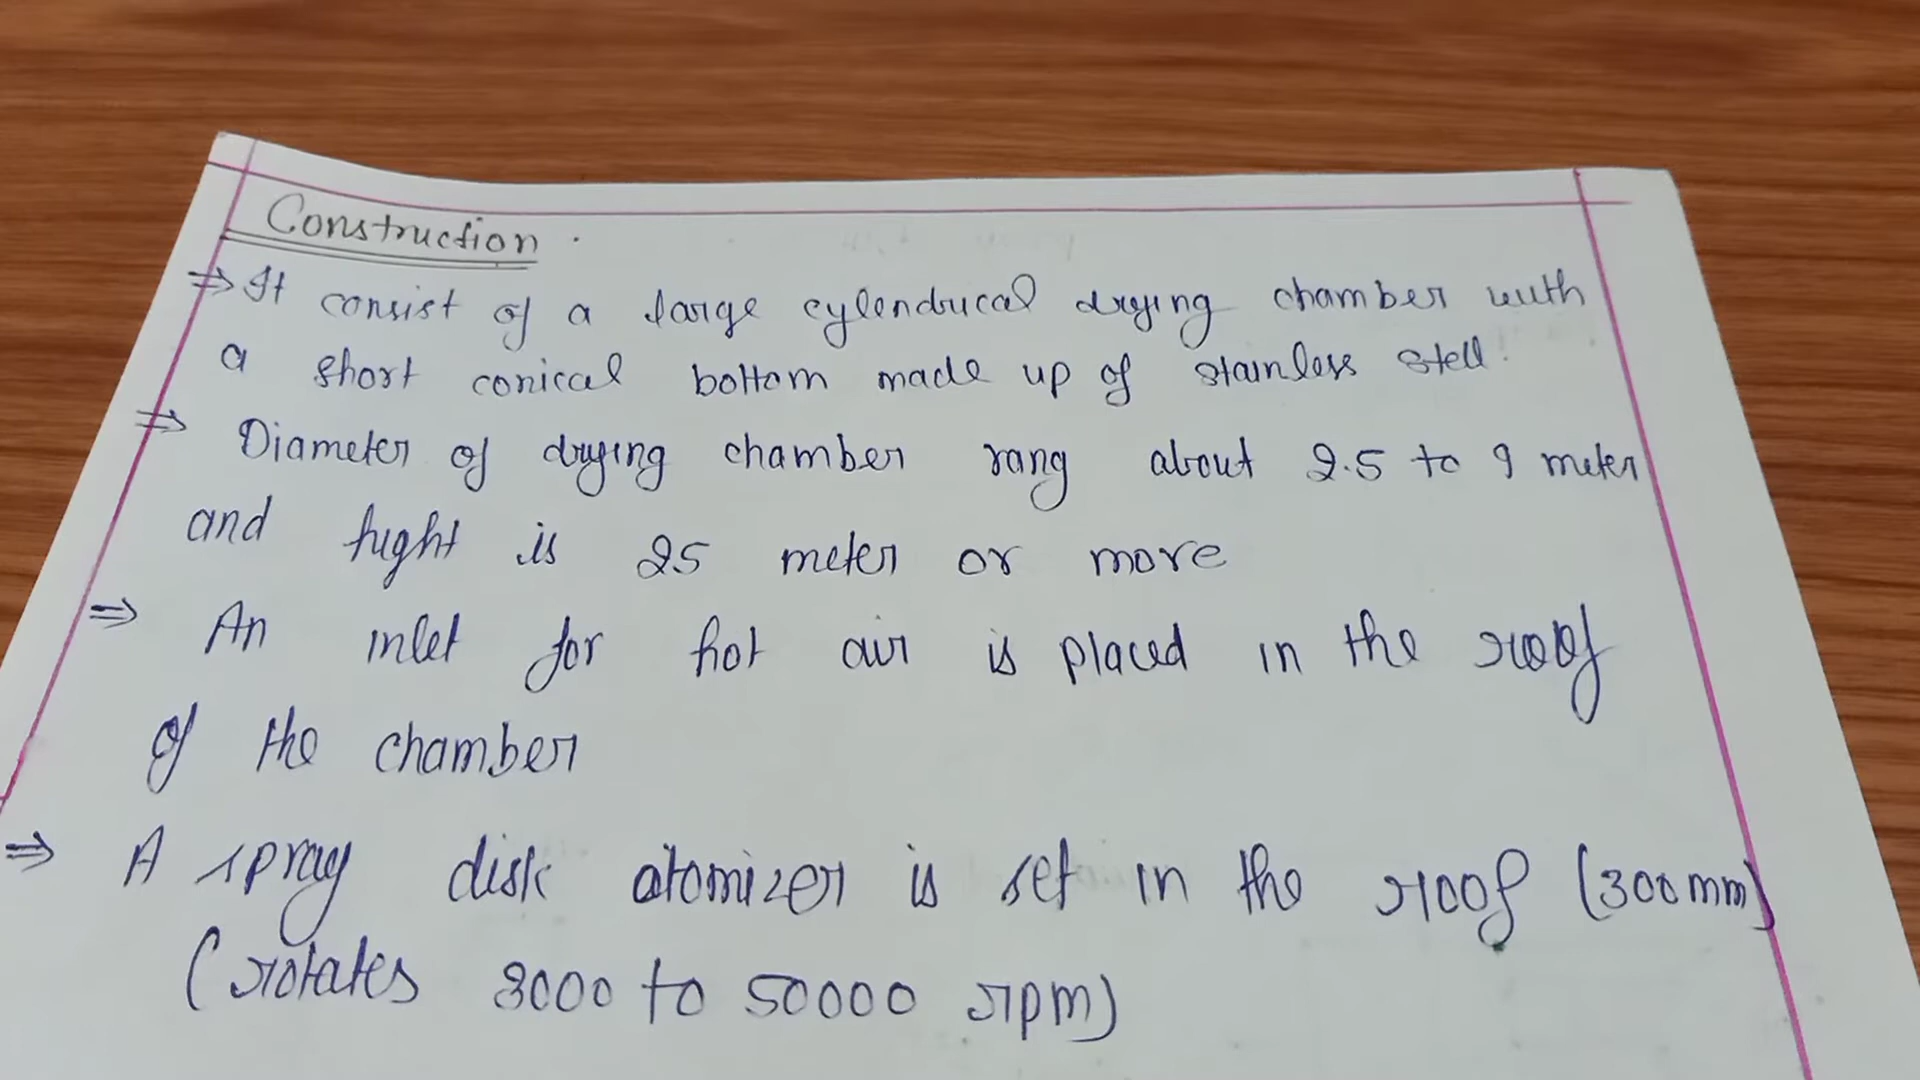 Construction
⇒ It consist of a large cylendrical drying chamber with
a short conical bottom made up of stainless stell.
⇒ Diameter of drying chamber rang about 2.5 to 9 meter
and hight is 25 meter or more
⇒ An inlet for hot air is placed in the roof
of the chamber
⇒ A spray disk atomizer is set in the roof (300mm)
(rotates 3000 to 50000 rpm)